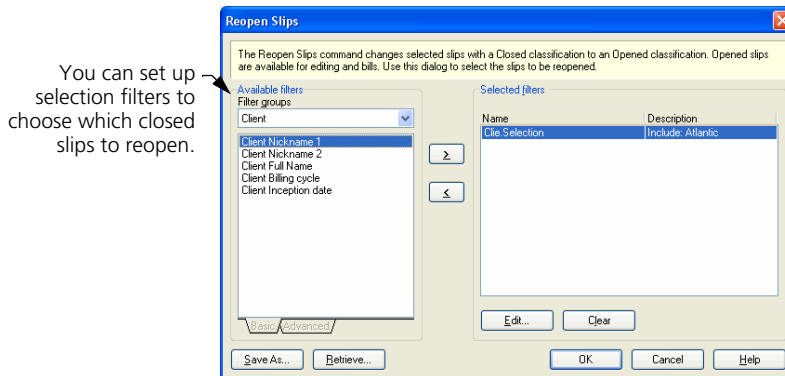 Reopen Slips
The Reopen Slips command changes selected slips with a Closed classification to an Opened classification. Opened slips
are available for editing and bills. Use this dialog to select the slips to be reopened.
You can set up
selection filters to
choose which closed
slips to reopen.
Available filters
Filter groups
Client
Client Nickname 1
Client Nickname 2
Client Full Name
Client Billing cycle
Client Inception date
Basic Advanced
>
<
Selected filters
Name Description
Clie.Selection Include: Atlantic
Edit... Clear
Save As... Retrieve... OK Cancel Help